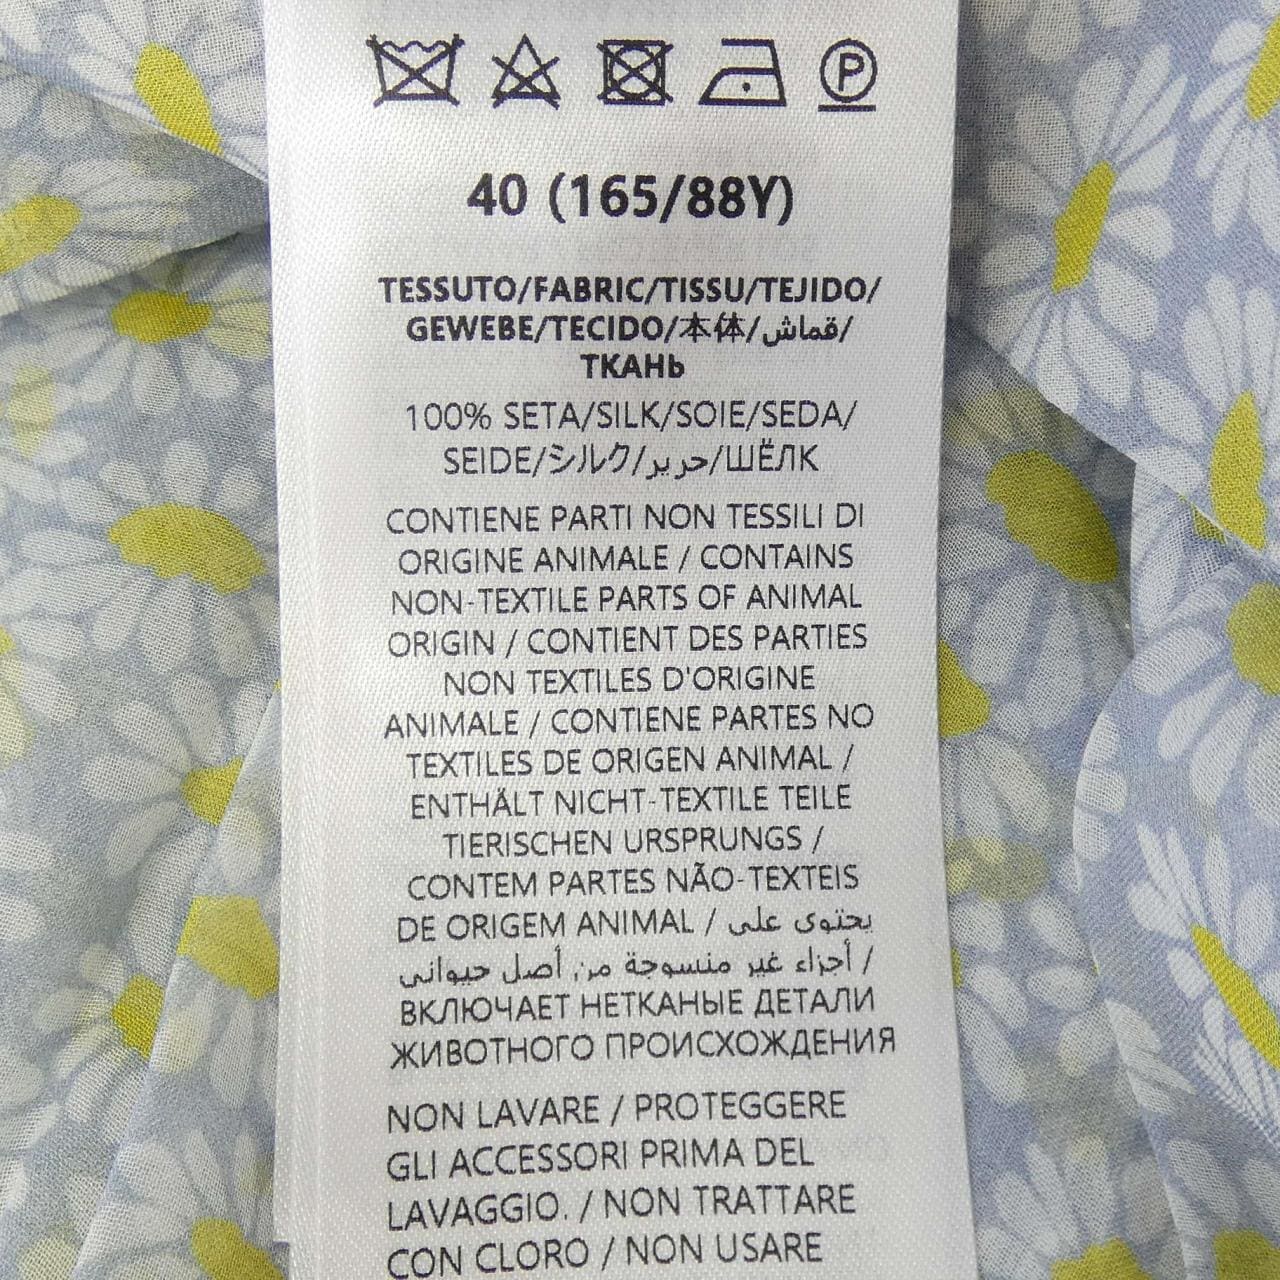 40 (165/88Y)
TESSUTO/FABRIC/TISSU/TEJIDO/
GEWEBE/TECIDO/本体/قماش/
ТКАНЬ
100% SETA/SILK/SOIE/SEDA/
SEIDE/シルク/حرير/ШЁЛК
CONTIENE PARTI NON TESSILI DI
ORIGINE ANIMALE / CONTAINS
NON-TEXTILE PARTS OF ANIMAL
ORIGIN / CONTIENT DES PARTIES
NON TEXTILES D'ORIGINE
ANIMALE / CONTIENE PARTES NO
TEXTILES DE ORIGEN ANIMAL /
ENTHÄLT NICHT-TEXTILE TEILE
TIERISCHEN URSPRUNGS /
CONTEM PARTES NÃO-TEXTEIS
DE ORIGEM ANIMAL / يحتوى على
أجزاء غير منسوجة من أصل حيوانى /
ВКЛЮЧАЕТ НЕТКАНЫЕ ДЕТАЛИ
ЖИВОТНОГО ПРОИСХОЖДЕНИЯ
NON LAVARE / PROTEGGERE
GLI ACCESSORI PRIMA DEL
LAVAGGIO. / NON TRATTARE
CON CLORO / NON USARE